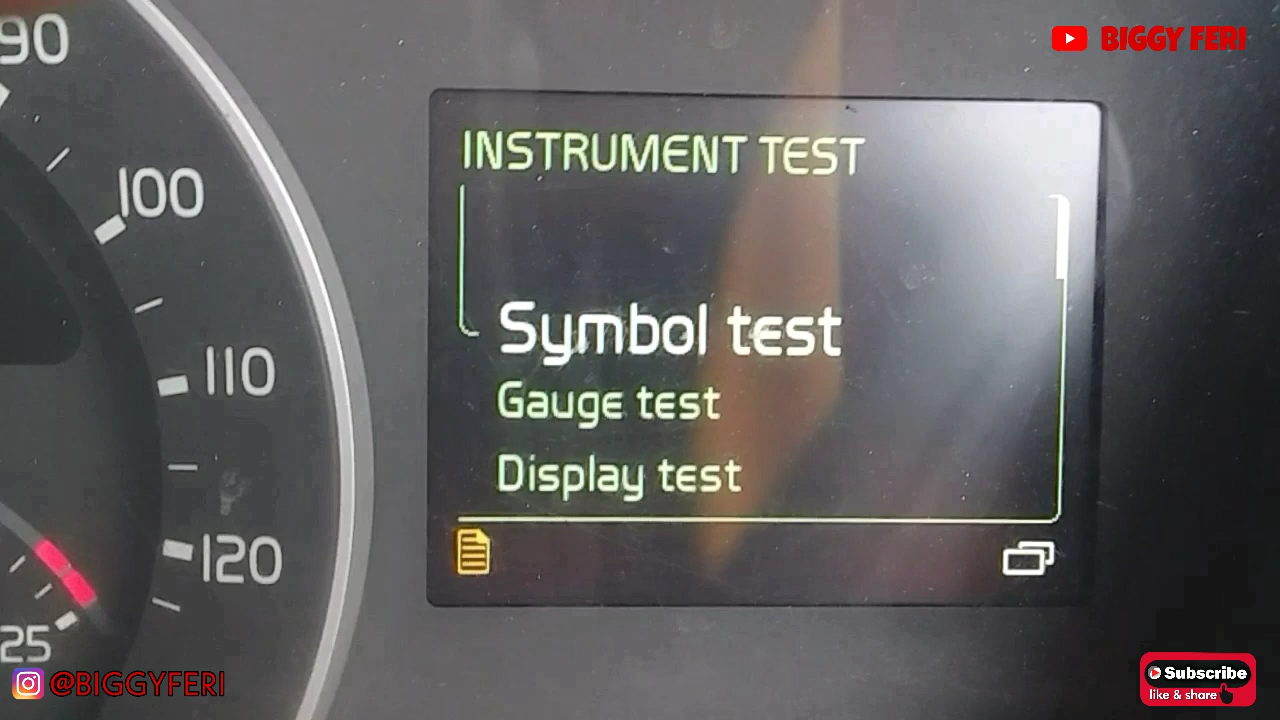 BIGGY FERI
90
100
110
120
25
INSTRUMENT TEST
Symbol test
Gauge test
Display test
@BIGGYFERI
Subscribe
like & share